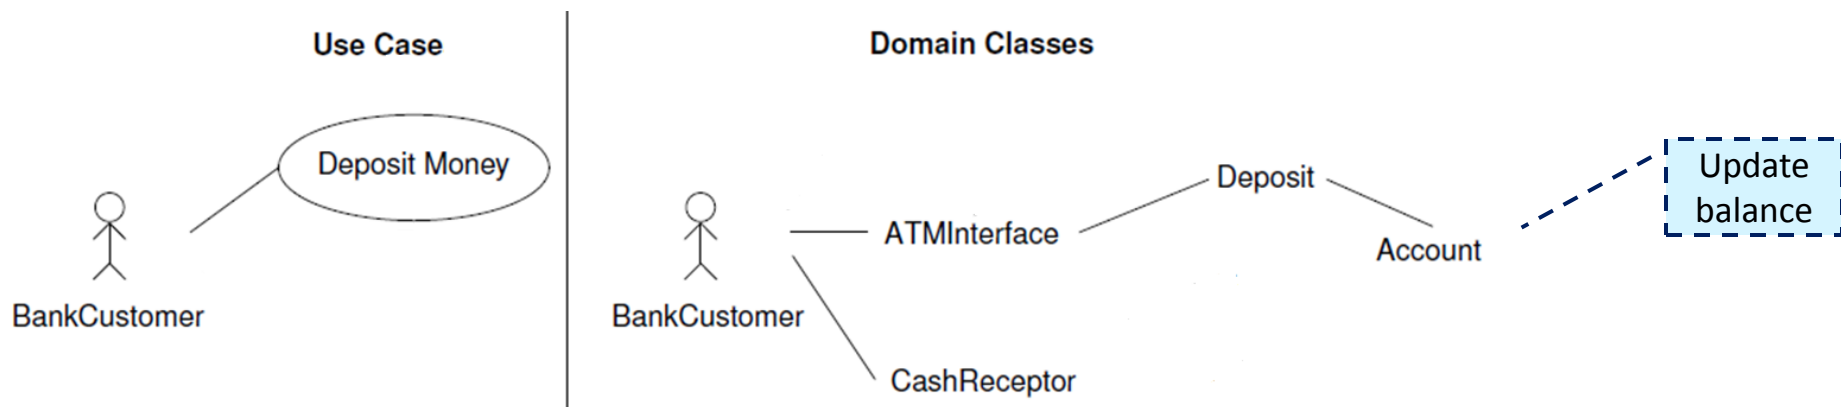 Use Case
Domain Classes
Deposit Money
BankCustomer
BankCustomer
ATMInterface
CashReceptor
Deposit
Account
Update
balance